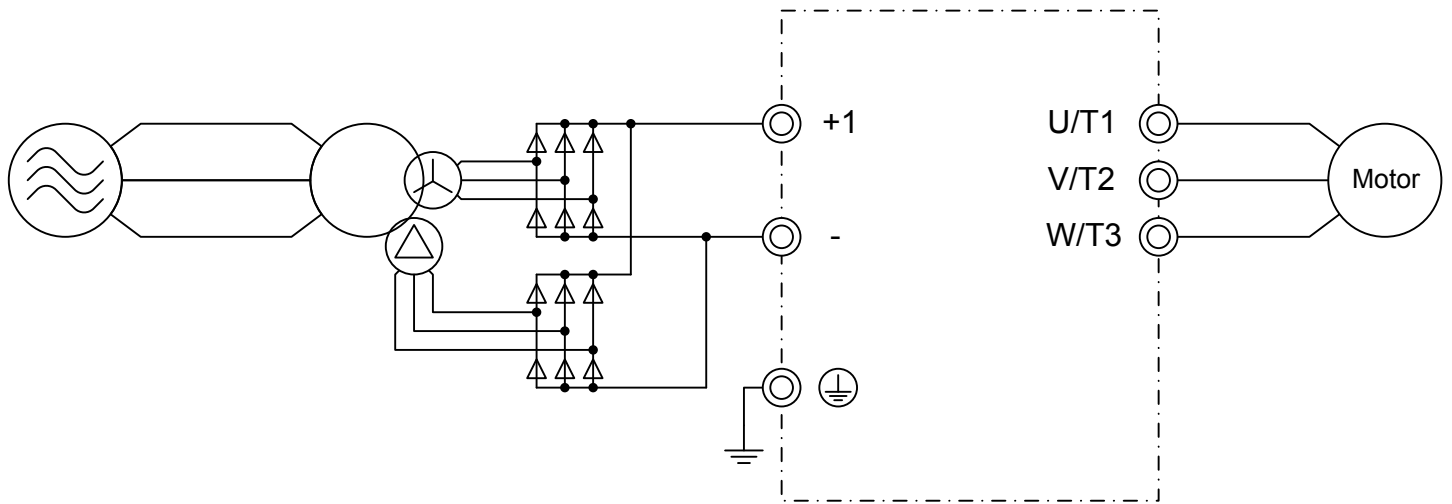 +1
U/T1
V/T2
Motor
-
W/T3